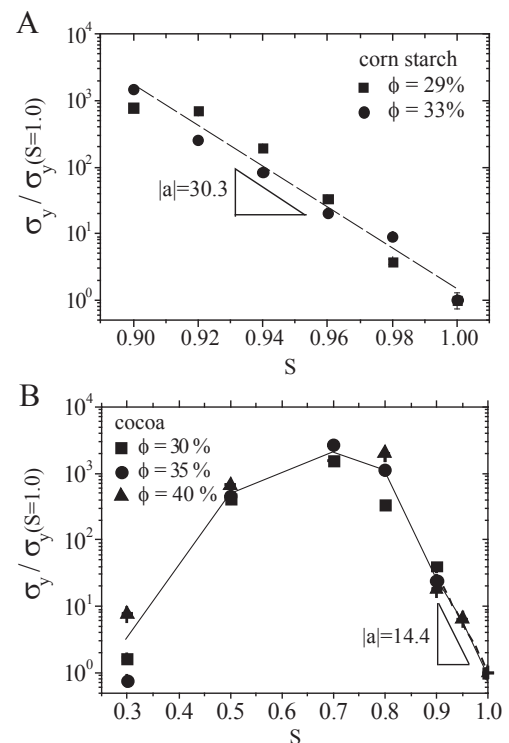 A
corn starch
■ ϕ = 29%
● ϕ = 33%
|a|=30.3
σy / σy(S=1.0)
10⁴
10³
10²
10¹
10⁰
0.90 0.92 0.94 0.96 0.98 1.00
S
B
cocoa
■ ϕ = 30 %
● ϕ = 35 %
▲ ϕ = 40 %
|a|=14.4
σy / σy(S=1.0)
10⁴
10³
10²
10¹
10⁰
0.3 0.4 0.5 0.6 0.7 0.8 0.9 1.0
S